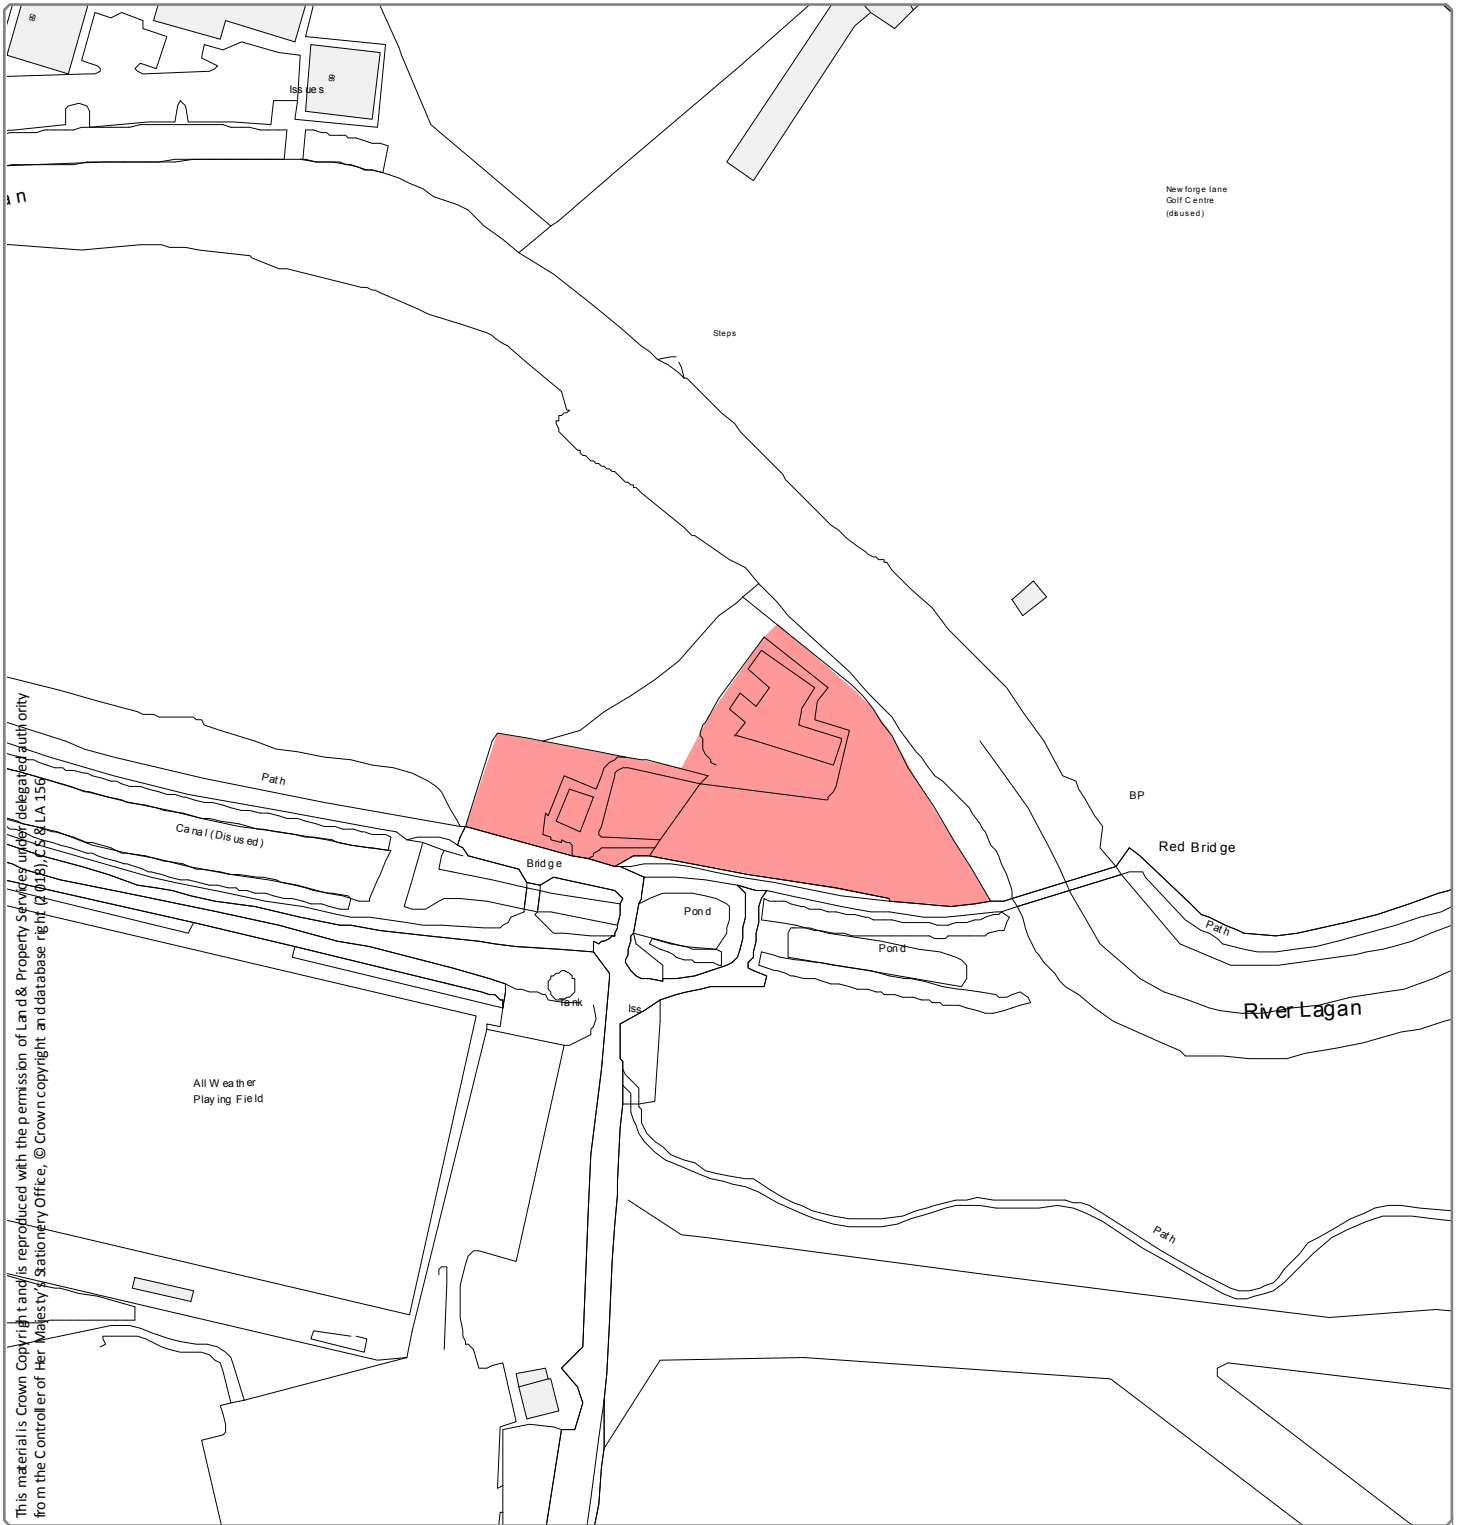 Issues
an
Newforge lane
Golf Centre
(disused)
Steps
BP
Path
Canal (Disused)
Bridge
Red Bridge
Pond
Pond
Path
Tank
Iss
River Lagan
All Weather
Playing Field
Path
This material is Crown Copyright and is reproduced with the permission of Land & Property Services under delegated authority
from the Controller of Her Majesty's Stationery Office, © Crown copyright and database right (2018), CS & LA 156